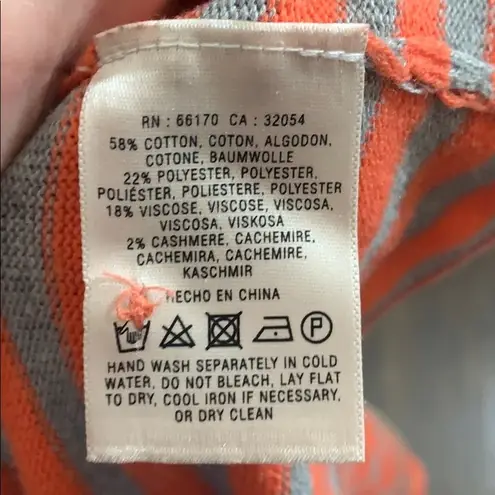 RN : 66170 CA : 32054
58% COTTON, COTON, ALGODON,
COTONE, BAUMWOLLE
22% POLYESTER, POLYESTER,
POLIÉSTER, POLIESTERE, POLYESTER
18% VISCOSE, VISCOSE, VISCOSA,
VISCOSA, VISKOSA
2% CASHMERE, CACHEMIRE,
CACHEMIRA, CACHEMIRE,
KASCHMIR
HECHO EN CHINA
P
HAND WASH SEPARATELY IN COLD
WATER, DO NOT BLEACH, LAY FLAT
TO DRY, COOL IRON IF NECESSARY,
OR DRY CLEAN